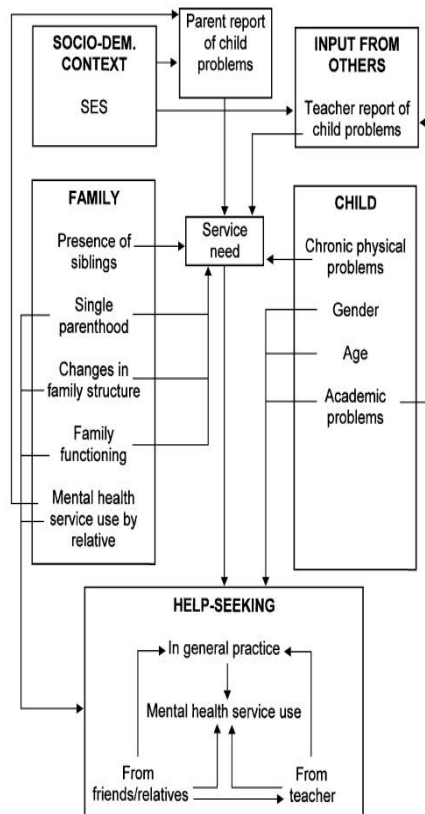 SOCIO-DEM.
CONTEXT
SES
Parent report
of child
problems
INPUT FROM
OTHERS
Teacher report of
child problems
FAMILY
Presence of
siblings
Single
parenthood
Changes in
family structure
Family
functioning
Mental health
service use by
relative
Service
need
CHILD
Chronic physical
problems
Gender
Age
Academic
problems
HELP-SEEKING
In general practice
Mental health service use
From
friends/relatives
From
teacher